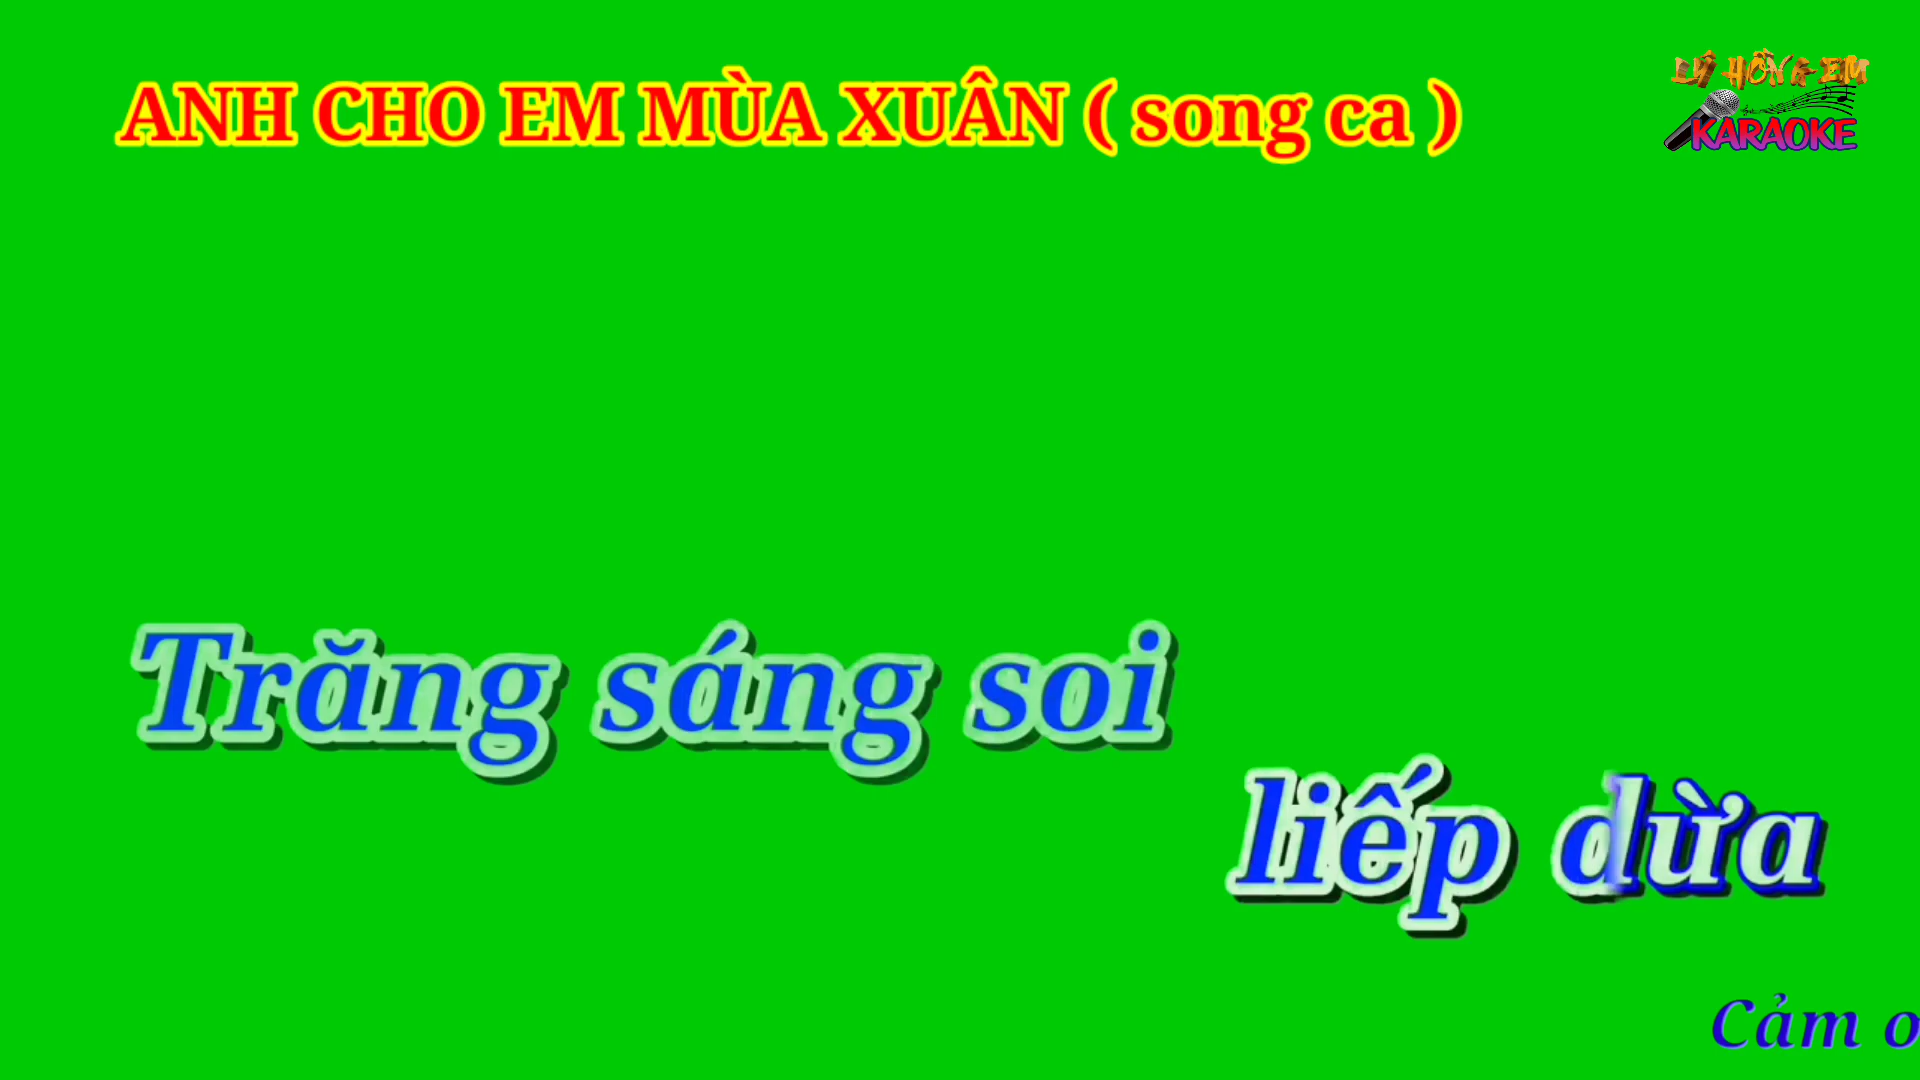 LÝ HỒNG EM
ANH CHO EM MÙA XUÂN ( song ca )
KARAOKE
Trăng sáng soi
liếp dừa
Cảm